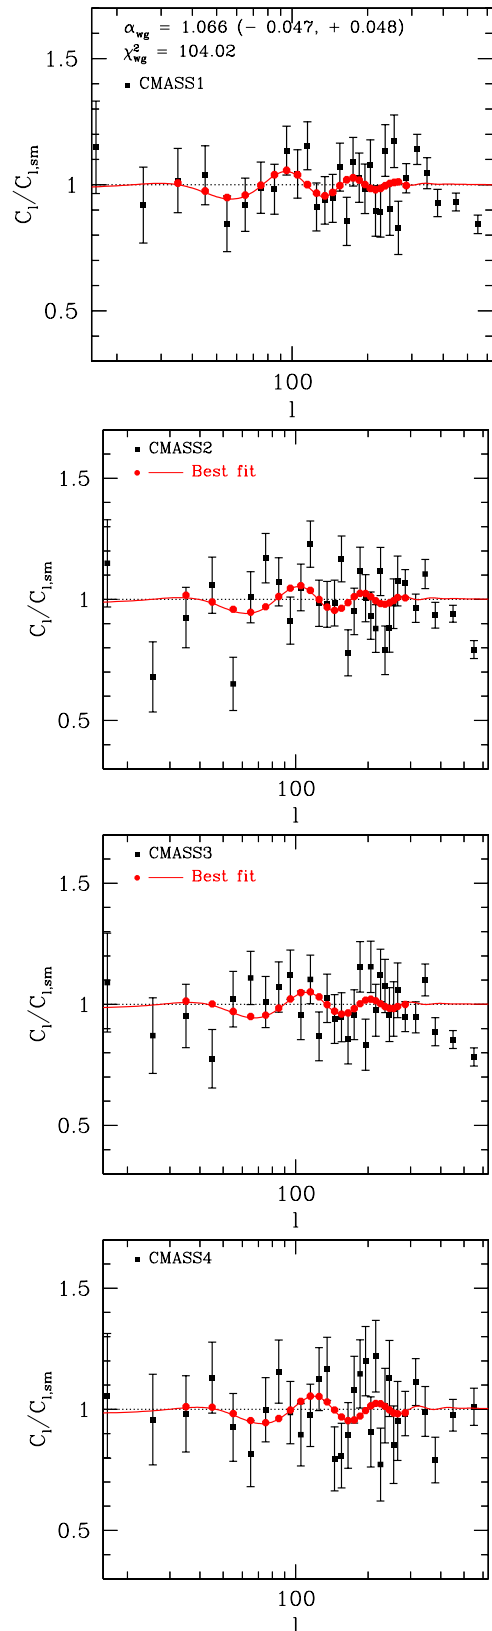 α_wg = 1.066 (− 0.047, + 0.048)
χ²_wg = 104.02
CMASS1
1.5
1
0.5
C_l/C_l,sm
100
l
CMASS2
Best fit
1.5
1
0.5
C_l/C_l,sm
100
l
CMASS3
Best fit
1.5
1
0.5
C_l/C_l,sm
100
l
CMASS4
1.5
1
0.5
C_l/C_l,sm
100
l